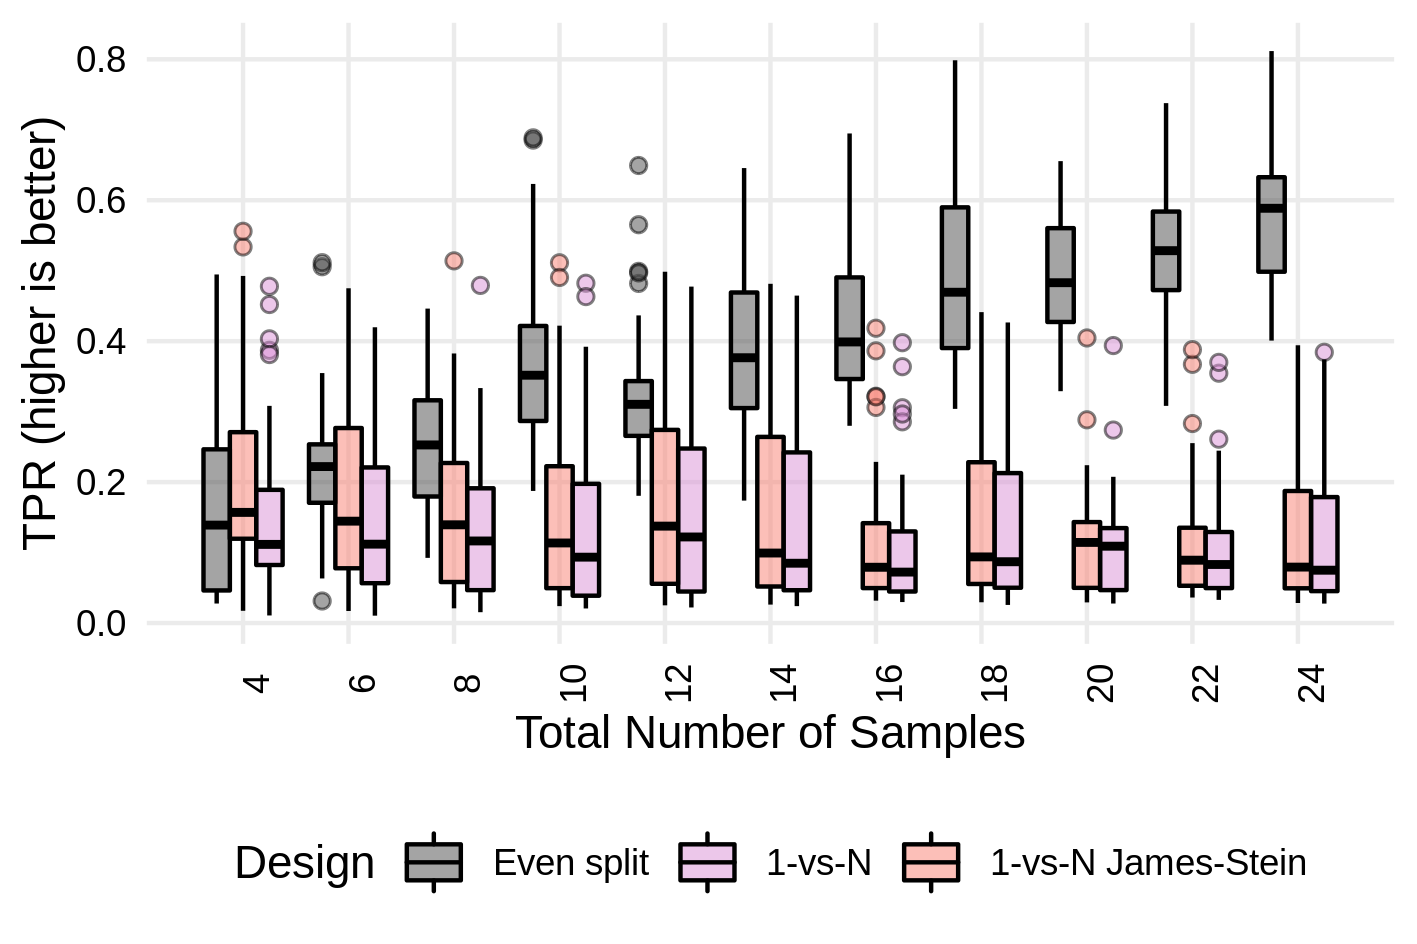 TPR (higher is better)
0.8
0.6
0.4
0.2
0.0
4 6 8 10 12 14 16 18 20 22 24
Total Number of Samples
Design Even split 1-vs-N 1-vs-N James-Stein